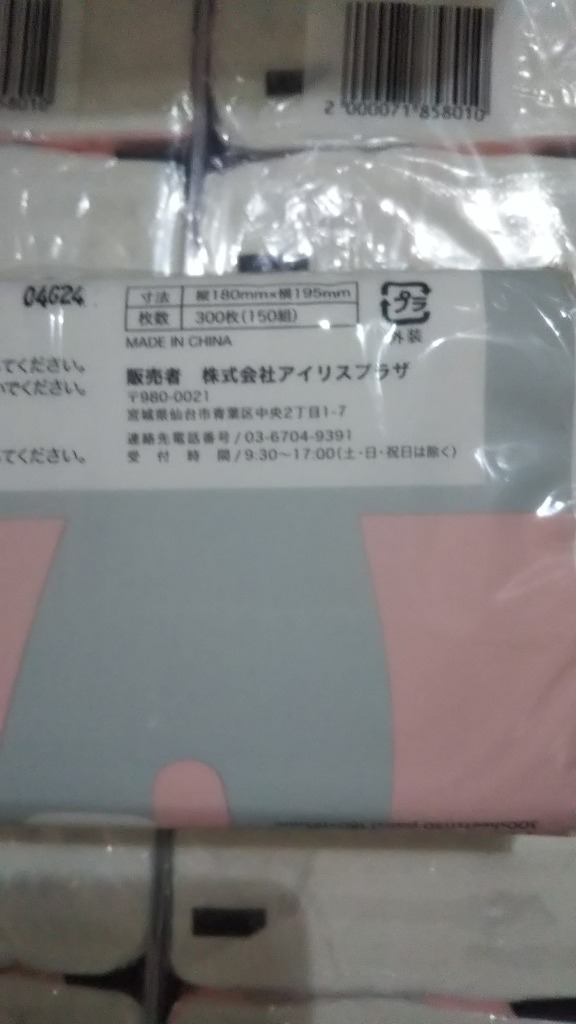 58010
2 000071 858010
04G24
寸法 縦180mm×横195mm
枚数 300枚(150組)
プラ
外装
MADE IN CHINA
てください。
いでください。
販売者 株式会社アイリスプラザ
〒980-0021
宮城県仙台市青葉区中央2丁目1-7
連絡先電話番号/03-6704-9391
てください。
受付時間/9:30~17:00(土・日・祝日は除く)